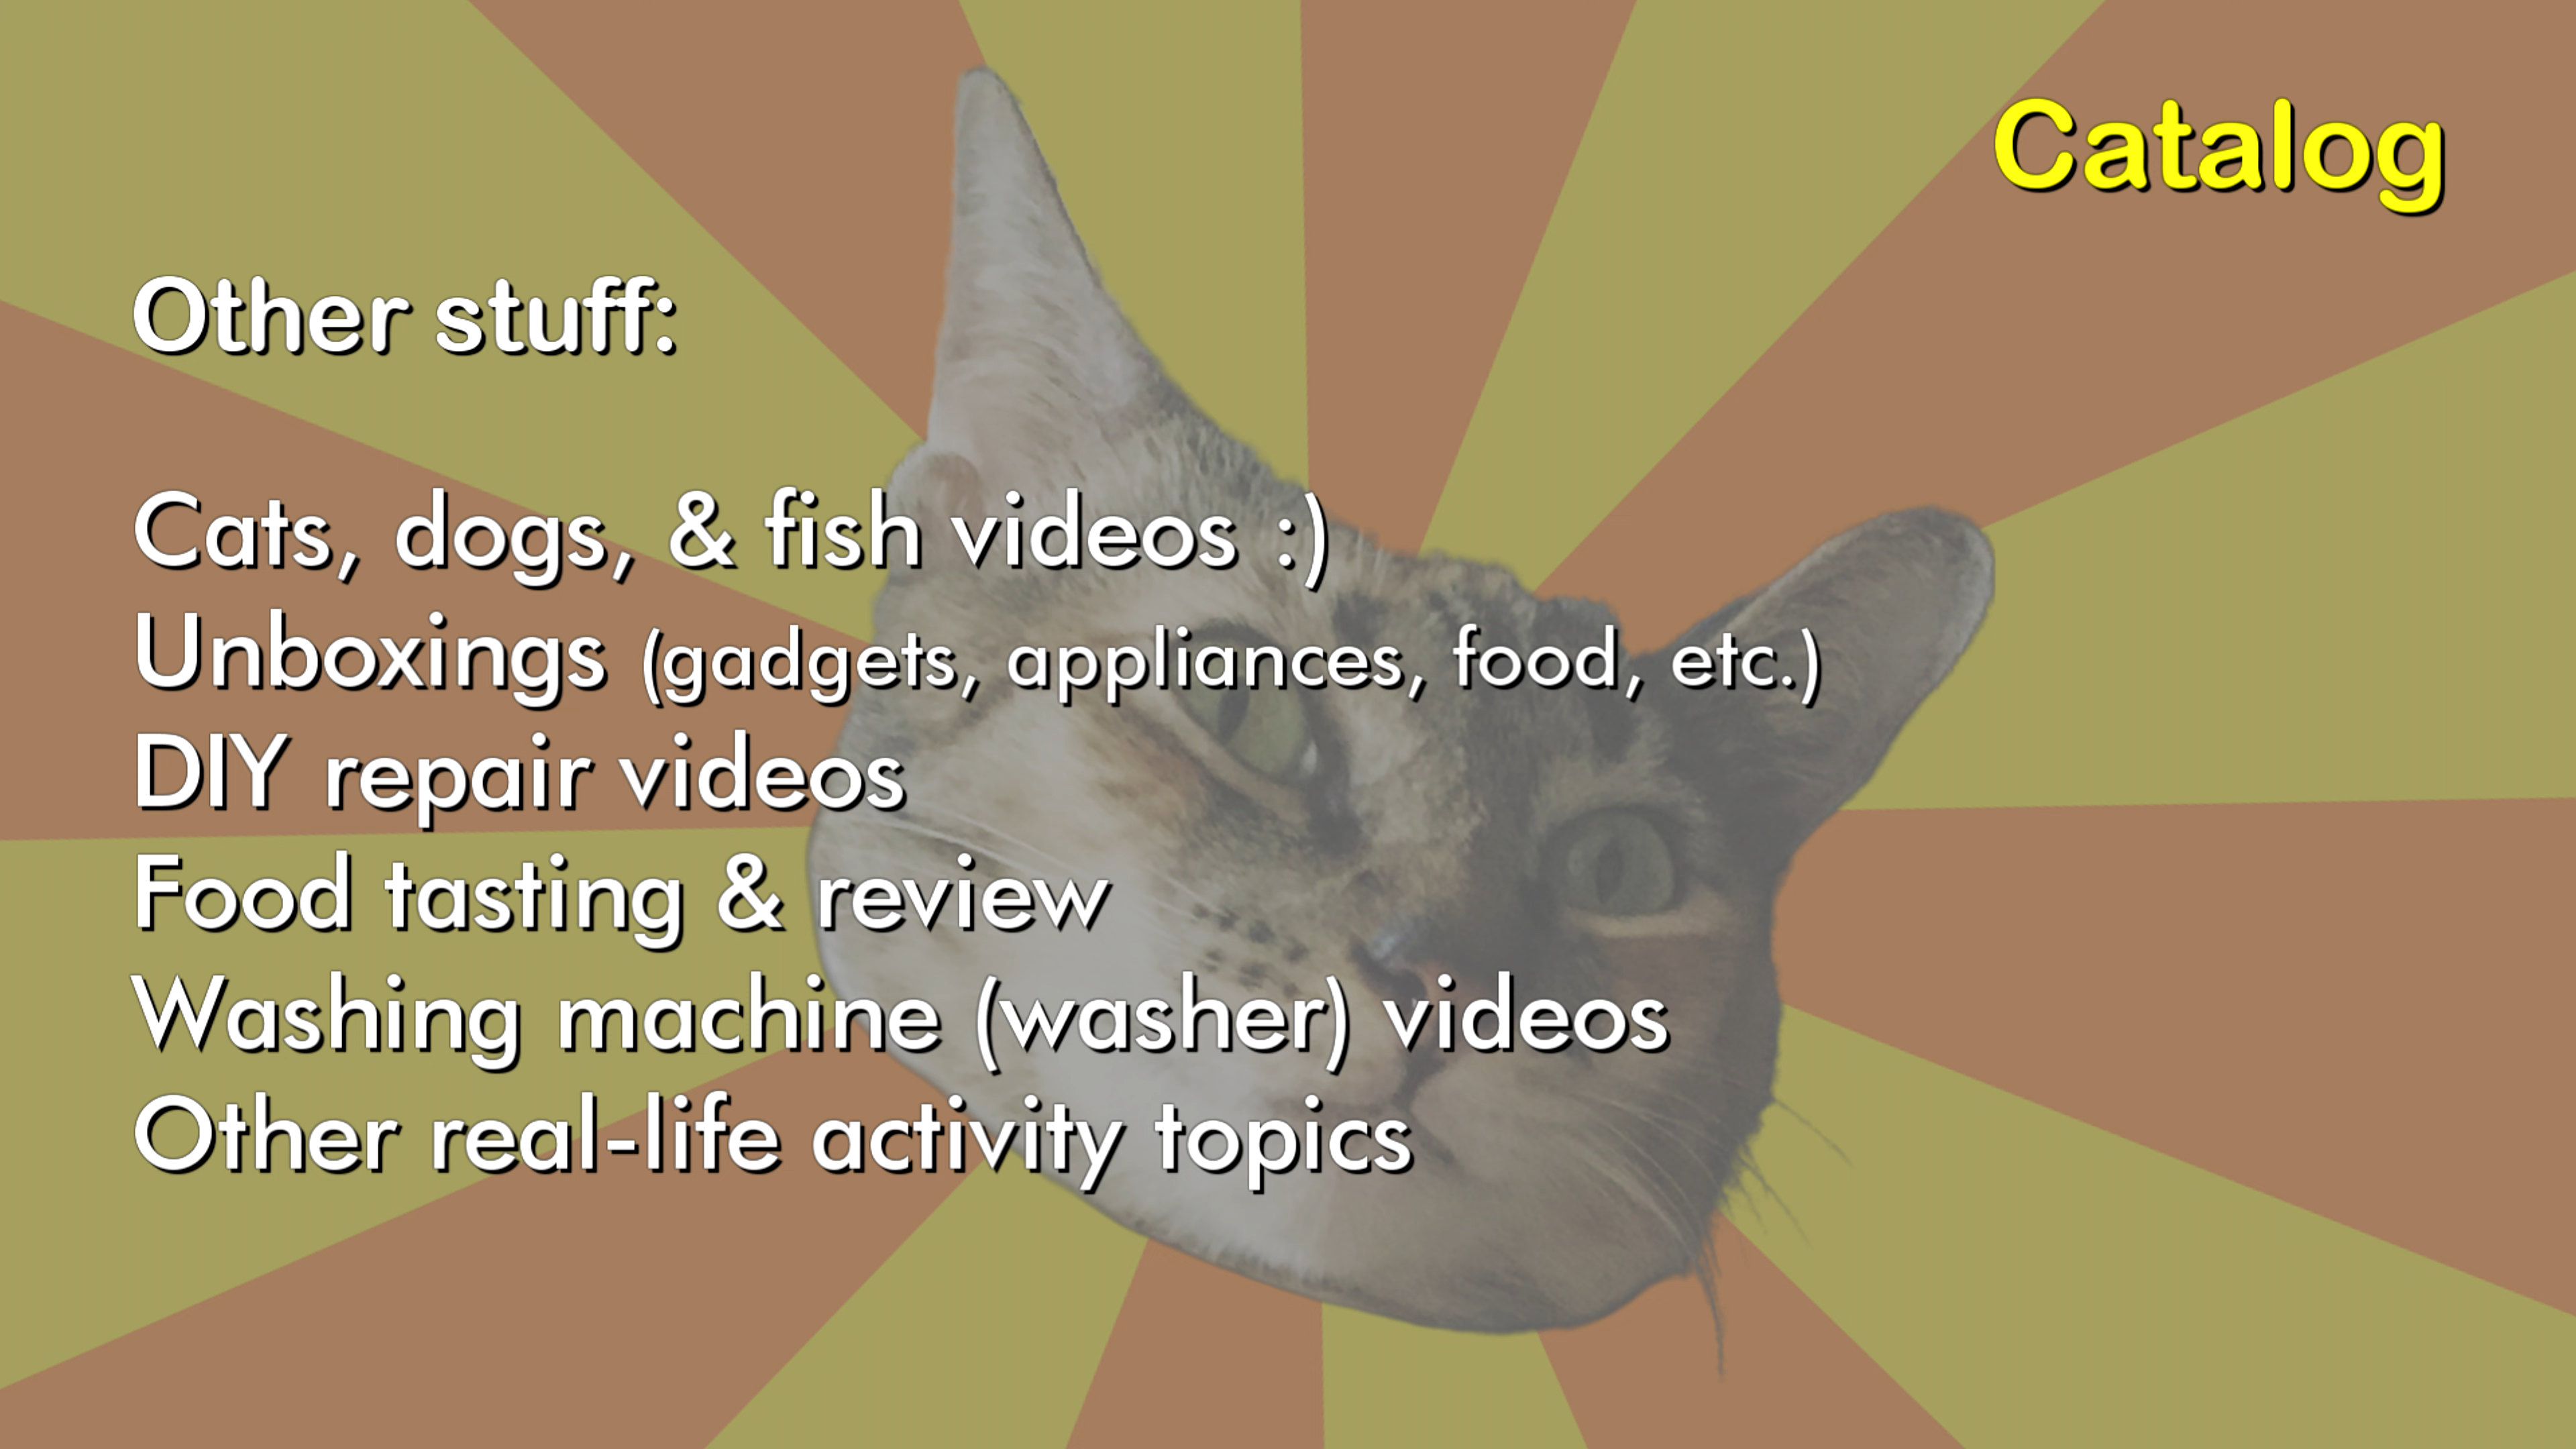 Catalog
Other stuff:
Cats, dogs, & fish videos :)
Unboxings (gadgets, appliances, food, etc.)
DIY repair videos
Food tasting & review
Washing machine (washer) videos
Other real-life activity topics